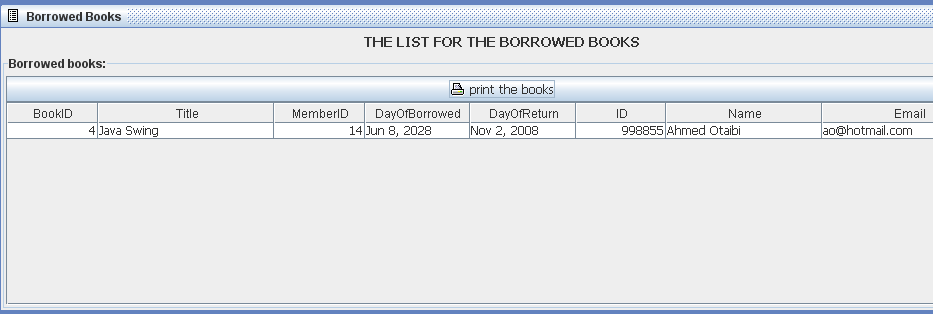 Borrowed Books
THE LIST FOR THE BORROWED BOOKS
Borrowed books:
print the books
BookID Title MemberID DayOfBorrowed DayOfReturn ID Name Email
4 Java Swing 14 Jun 8, 2028 Nov 2, 2008 998855 Ahmed Otaibi ao@hotmail.com